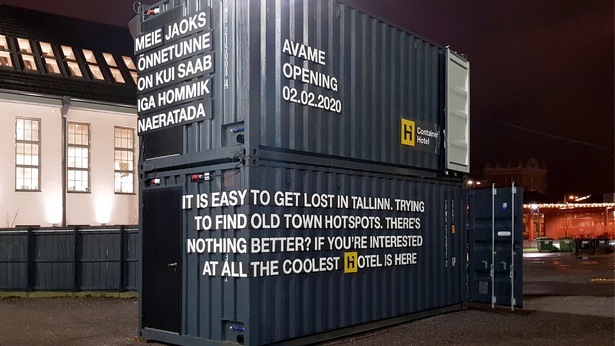 MEIE JAOKS
ÕNNETUNNE
ON KUI SAAB
IGA HOMMIK
NAERATADA
AVAME
OPENING
02.02.2020
H Container
Hotel
IT IS EASY TO GET LOST IN TALLINN. TRYING
TO FIND OLD TOWN HOTSPOTS. THERE'S
NOTHING BETTER? IF YOU'RE INTERESTED
AT ALL THE COOLEST HOTEL IS HERE